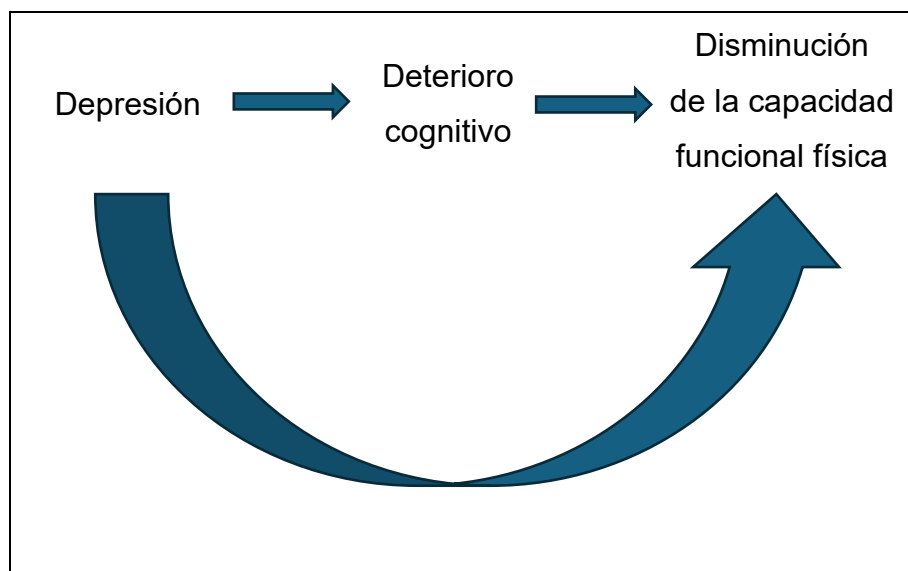 Depresión
Deterioro
cognitivo
Disminución
de la capacidad
funcional física